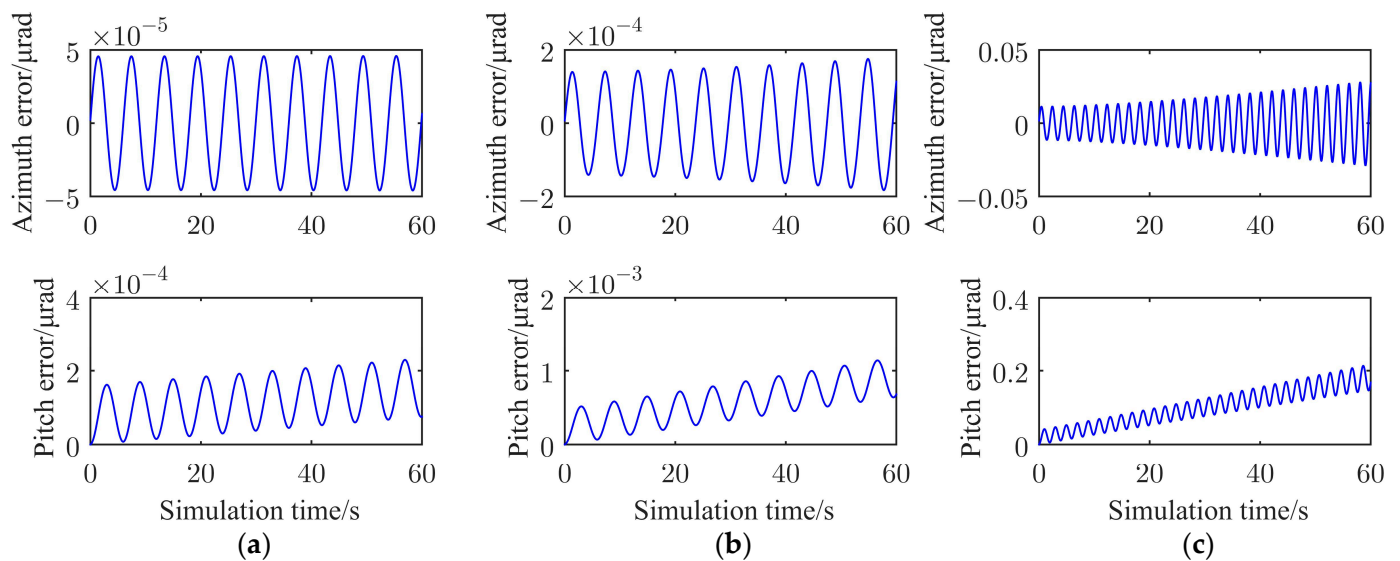 ×10⁻⁵
Azimuth error/μrad
5
0
−5
0 20 40 60
×10⁻⁴
Pitch error/μrad
4
2
0
0 20 40 60
Simulation time/s
(a)
×10⁻⁴
Azimuth error/μrad
2
0
−2
0 20 40 60
×10⁻³
Pitch error/μrad
2
1
0
0 20 40 60
Simulation time/s
(b)
Azimuth error/μrad
0.05
0
−0.05
0 20 40 60
Pitch error/μrad
0.4
0.2
0
0 20 40 60
Simulation time/s
(c)